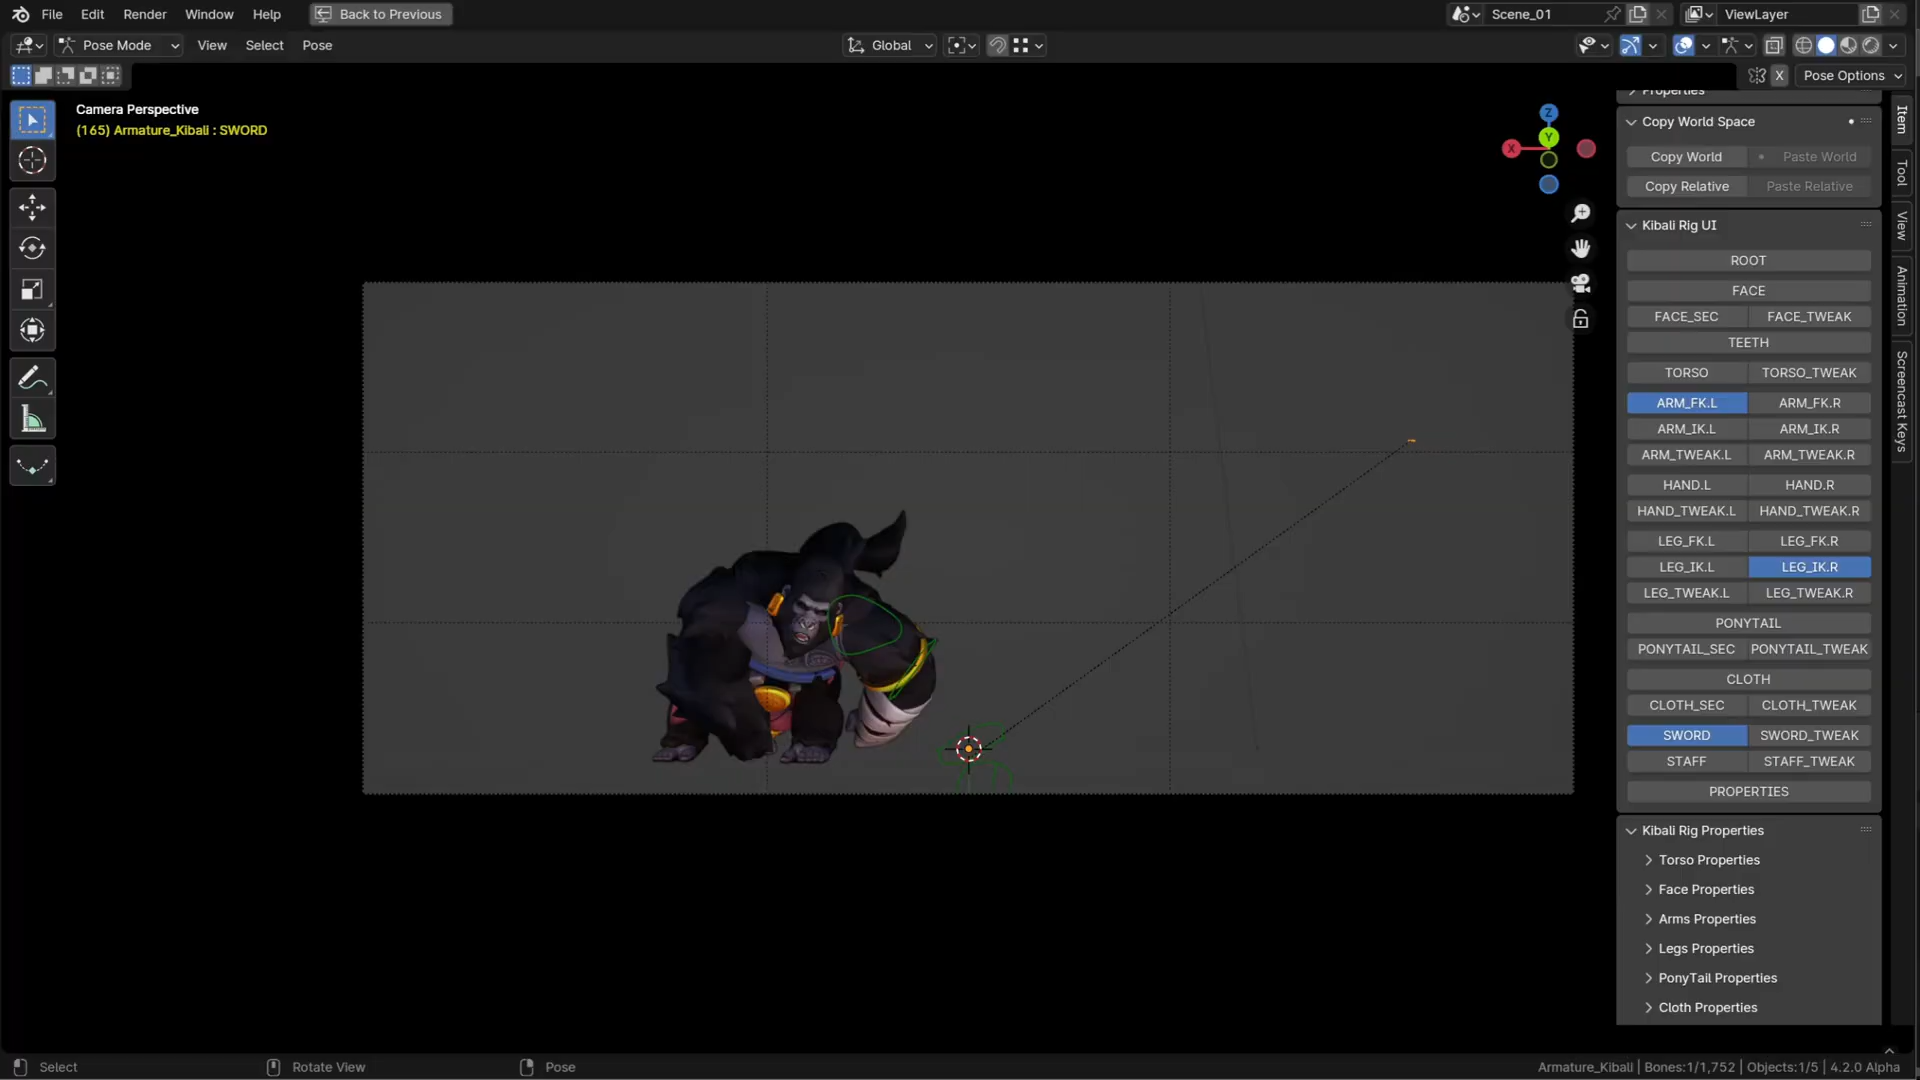 File Edit Render Window Help Back to Previous Scene_01 ViewLayer
Pose Mode View Select Pose Global
X Pose Options
Camera Perspective
(165) Armature_Kibali : SWORD
Z
Y
X
Properties
Copy World Space
Copy World Paste World
Copy Relative Paste Relative
Kibali Rig UI
ROOT
FACE
FACE_SEC FACE_TWEAK
TEETH
TORSO TORSO_TWEAK
ARM_FK.L ARM_FK.R
ARM_IK.L ARM_IK.R
ARM_TWEAK.L ARM_TWEAK.R
HAND.L HAND.R
HAND_TWEAK.L HAND_TWEAK.R
LEG_FK.L LEG_FK.R
LEG_IK.L LEG_IK.R
LEG_TWEAK.L LEG_TWEAK.R
PONYTAIL
PONYTAIL_SEC PONYTAIL_TWEAK
CLOTH
CLOTH_SEC CLOTH_TWEAK
SWORD SWORD_TWEAK
STAFF STAFF_TWEAK
PROPERTIES
Kibali Rig Properties
Torso Properties
Face Properties
Arms Properties
Legs Properties
PonyTail Properties
Cloth Properties
Item
Tool
View
Animation
Screencast Keys
Select Rotate View Pose Armature_Kibali | Bones:1/1,752 | Objects:1/5 | 4.2.0 Alpha